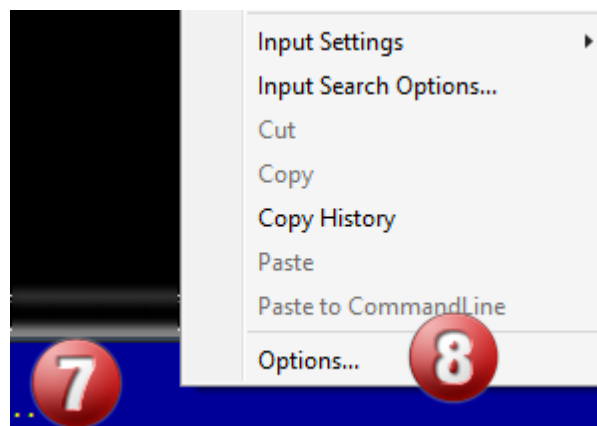 Input Settings
Input Search Options...
Cut
Copy
Copy History
Paste
Paste to CommandLine
Options...
8
7
..